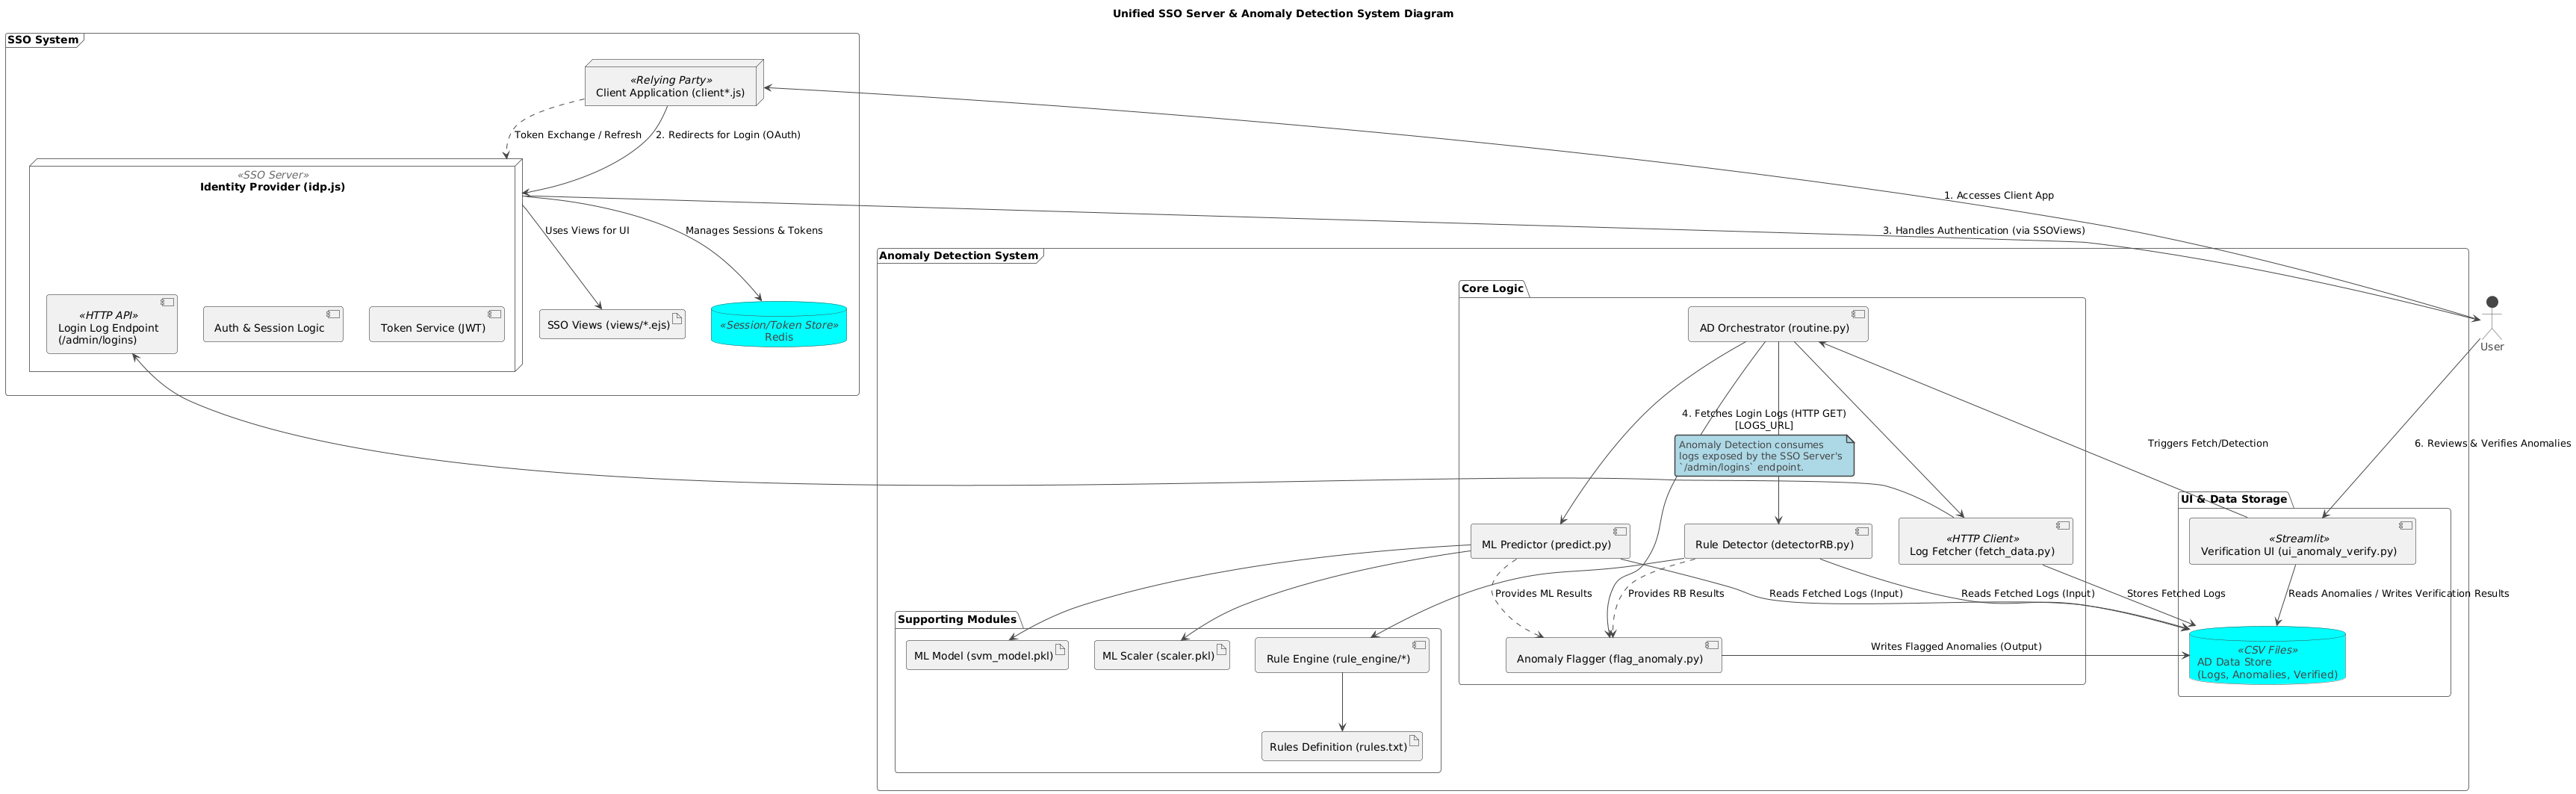 Unified SSO Server & Anomaly Detection System Diagram
SSO System
«Relying Party»
Client Application (client*.js)
Token Exchange / Refresh
2. Redirects for Login (OAuth)
«SSO Server»
Identity Provider (idp.js)
1. Accesses Client App
Uses Views for UI
Manages Sessions & Tokens
3. Handles Authentication (via SSOViews)
«HTTP API»
Login Log Endpoint
(/admin/logins)
Auth & Session Logic
Token Service (JWT)
SSO Views (views/*.ejs)
«Session/Token Store»
Redis
Anomaly Detection System
Core Logic
AD Orchestrator (routine.py)
User
4. Fetches Login Logs (HTTP GET)
[LOGS_URL]
Anomaly Detection consumes
logs exposed by the SSO Server's
`/admin/logins` endpoint.
Triggers Fetch/Detection
6. Reviews & Verifies Anomalies
UI & Data Storage
ML Predictor (predict.py)
Rule Detector (detectorRB.py)
«HTTP Client»
Log Fetcher (fetch_data.py)
«Streamlit»
Verification UI (ui_anomaly_verify.py)
Provides ML Results
Provides RB Results
Reads Fetched Logs (Input)
Reads Fetched Logs (Input)
Stores Fetched Logs
Reads Anomalies / Writes Verification Results
Supporting Modules
ML Model (svm_model.pkl)
ML Scaler (scaler.pkl)
Rule Engine (rule_engine/*)
Anomaly Flagger (flag_anomaly.py)
Writes Flagged Anomalies (Output)
«CSV Files»
AD Data Store
(Logs, Anomalies, Verified)
Rules Definition (rules.txt)